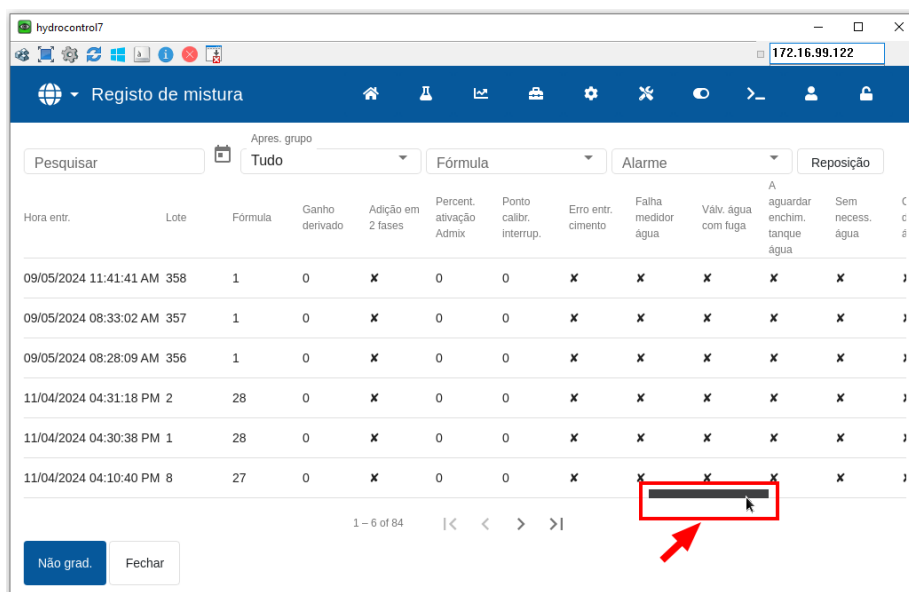 hydrocontrol7
172.16.99.122
Registo de mistura
Apres. grupo
Pesquisar
Tudo
Fórmula
Alarme
Reposição
Hora entr.
Lote
Fórmula
Ganho
derivado
Adição em
2 fases
Percent.
ativação
Admix
Ponto
calibr.
interrup.
Erro entr.
cimento
Falha
medidor
água
Válv. água
com fuga
A
aguardar
enchim.
tanque
água
Sem
necess.
água
09/05/2024 11:41:41 AM 358 1 0 ✘ 0 0 ✘ ✘ ✘ ✘ ✘
09/05/2024 08:33:02 AM 357 1 0 ✘ 0 0 ✘ ✘ ✘ ✘ ✘
09/05/2024 08:28:09 AM 356 1 0 ✘ 0 0 ✘ ✘ ✘ ✘ ✘
11/04/2024 04:31:18 PM 2 28 0 ✘ 0 0 ✘ ✘ ✘ ✘ ✘
11/04/2024 04:30:38 PM 1 28 0 ✘ 0 0 ✘ ✘ ✘ ✘ ✘
11/04/2024 04:10:40 PM 8 27 0 ✘ 0 0 ✘ ✘ ✘ ✘ ✘
1 – 6 of 84
Não grad.
Fechar